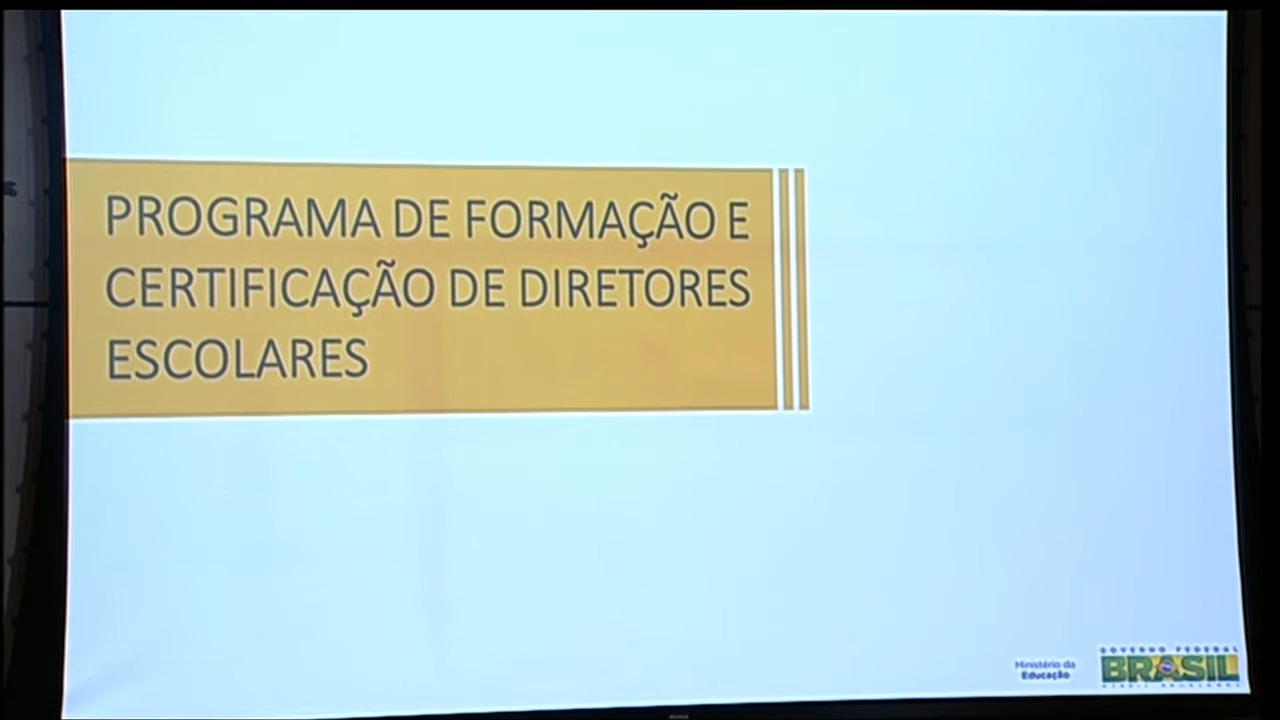 PROGRAMA DE FORMAÇÃO E
CERTIFICAÇÃO DE DIRETORES
ESCOLARES
Ministério da
Educação
GOVERNO FEDERAL
BRASIL